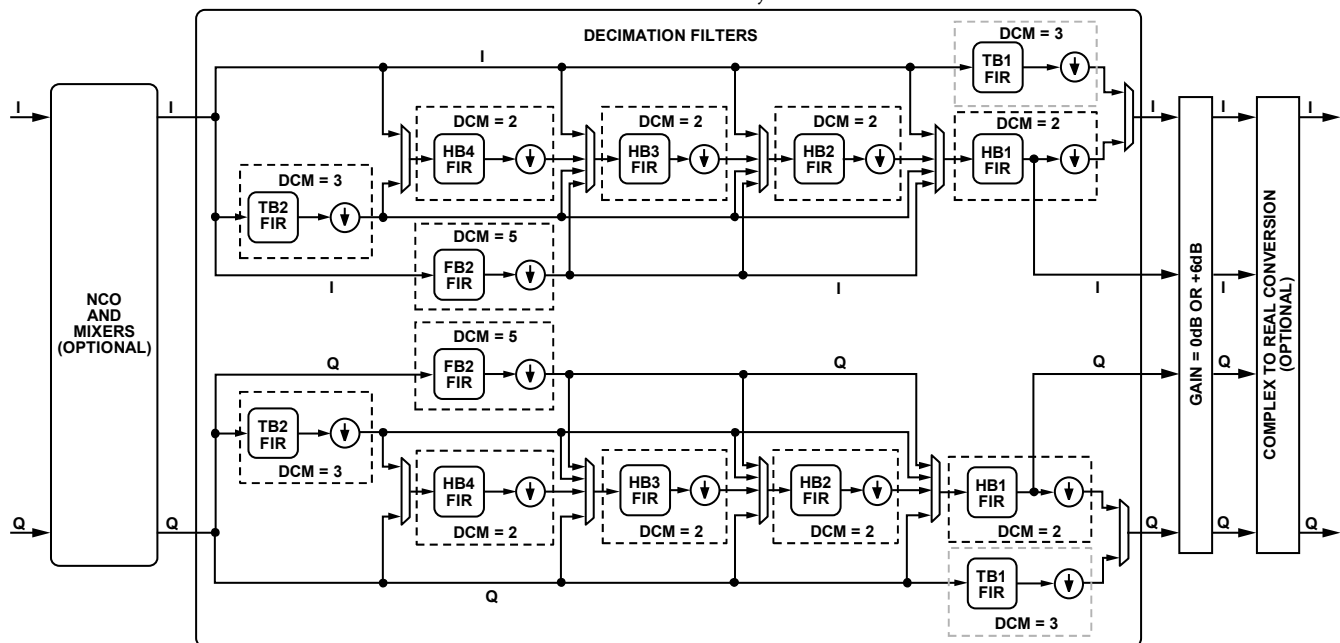 DECIMATION FILTERS
DCM = 3
I
TB1
FIR
I
I
I
I
I
DCM = 2
DCM = 2
DCM = 2
DCM = 2
HB4
FIR
HB3
FIR
HB2
FIR
HB1
FIR
DCM = 3
TB2
FIR
DCM = 5
FB2
FIR
I
I
I
I
NCO
AND
MIXERS
(OPTIONAL)
GAIN = 0dB OR +6dB
COMPLEX TO REAL CONVERSION
(OPTIONAL)
DCM = 5
FB2
FIR
Q
Q
Q
Q
TB2
FIR
DCM = 3
HB4
FIR
DCM = 2
HB3
FIR
DCM = 2
HB2
FIR
DCM = 2
HB1
FIR
DCM = 2
Q
Q
Q
Q
Q
TB1
FIR
DCM = 3
Q